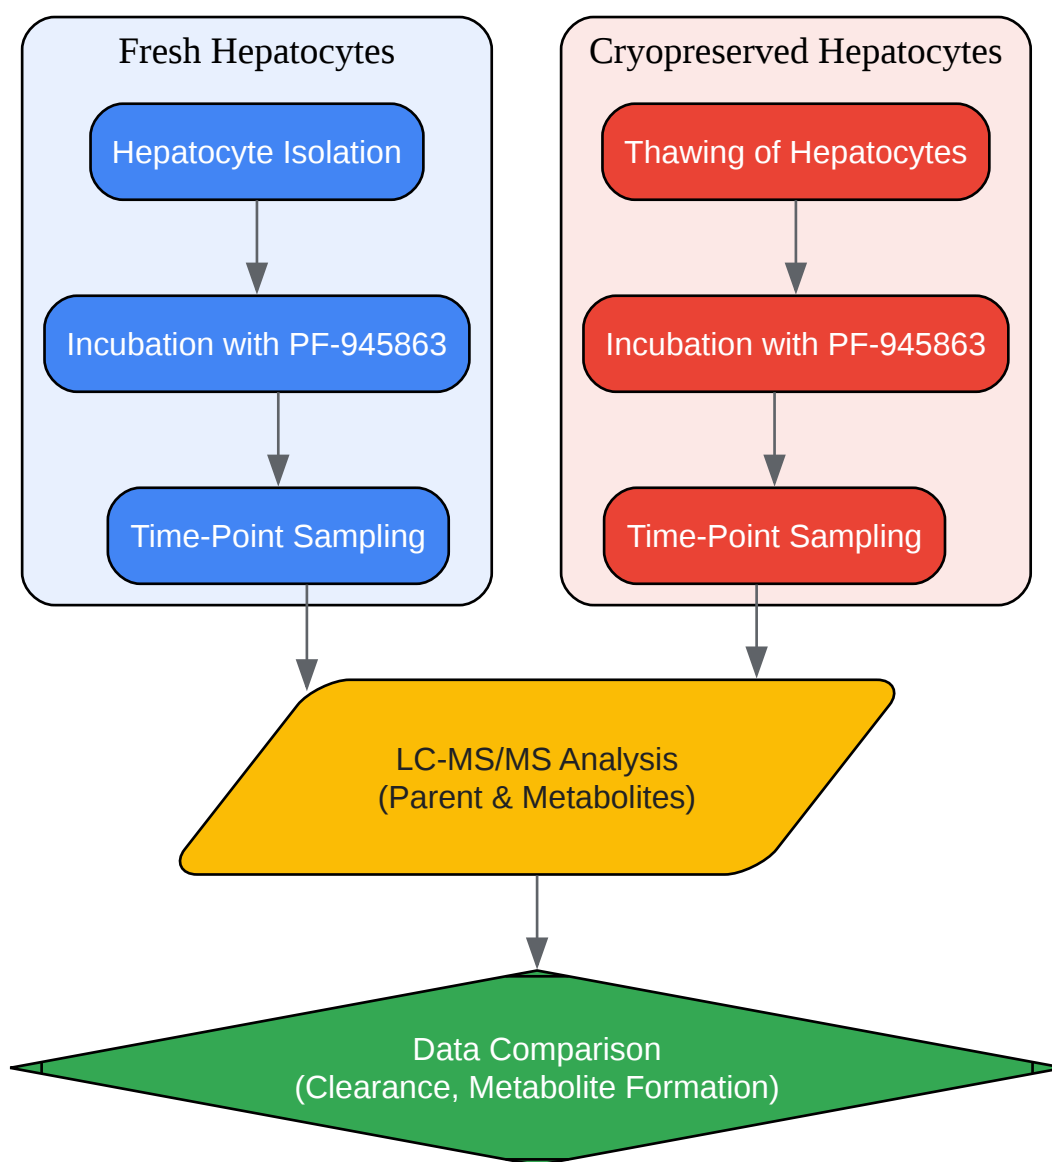 Fresh Hepatocytes
Hepatocyte Isolation
Incubation with PF-945863
Time-Point Sampling
Cryopreserved Hepatocytes
Thawing of Hepatocytes
Incubation with PF-945863
Time-Point Sampling
LC-MS/MS Analysis
(Parent & Metabolites)
Data Comparison
(Clearance, Metabolite Formation)